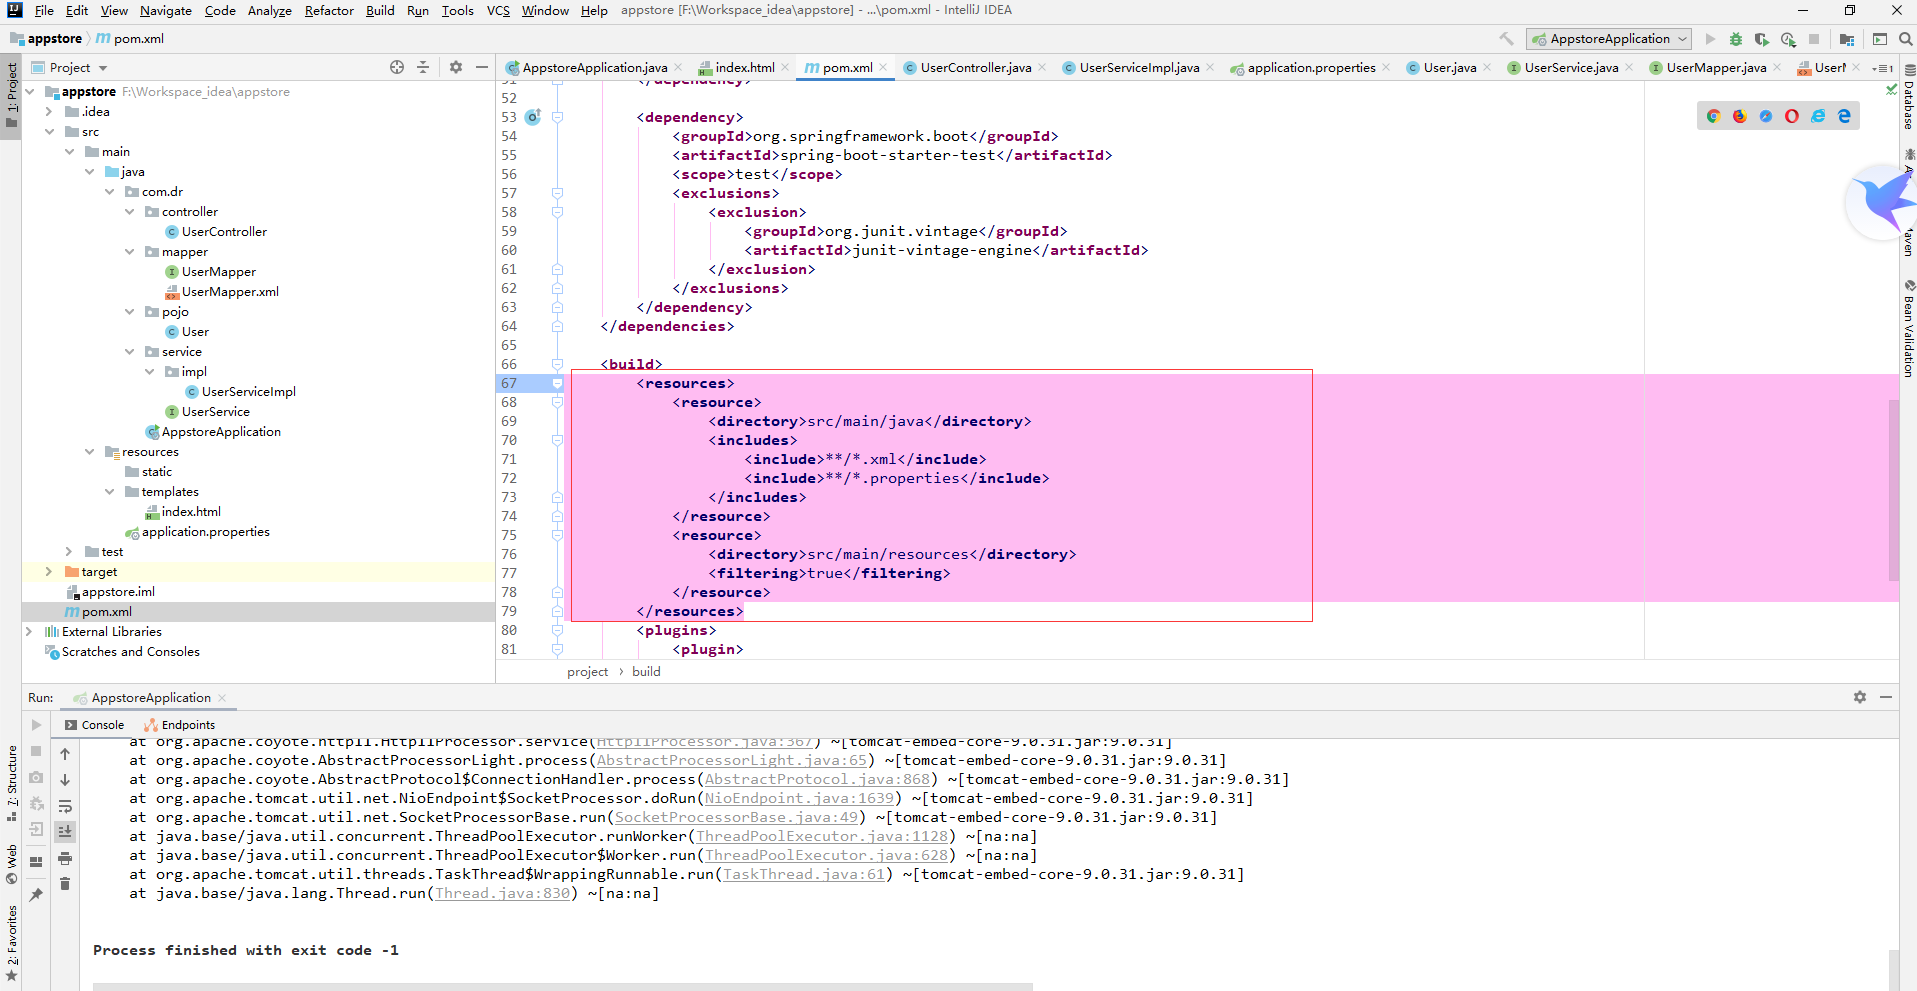 File Edit View Navigate Code Analyze Refactor Build Run Tools VCS Window Help appstore [F:\Workspace_idea\appstore] - ...\pom.xml - IntelliJ IDEA
appstore pom.xml AppstoreApplication
1: Project Project AppstoreApplication.java index.html pom.xml UserController.java UserServiceImpl.java application.properties User.java UserService.java UserMapper.java
appstore F:\Workspace_idea\appstore
.idea
src
main
java
com.dr
controller
UserController
mapper
UserMapper
UserMapper.xml
pojo
User
service
impl
UserServiceImpl
UserService
AppstoreApplication
resources
static
templates
index.html
application.properties
test
target
appstore.iml
pom.xml
External Libraries
Scratches and Consoles
</dependency>
52
53 <dependency>
54 <groupId>org.springframework.boot</groupId>
55 <artifactId>spring-boot-starter-test</artifactId>
56 <scope>test</scope>
57 <exclusions>
58 <exclusion>
59 <groupId>org.junit.vintage</groupId>
60 <artifactId>junit-vintage-engine</artifactId>
61 </exclusion>
62 </exclusions>
63 </dependency>
64 </dependencies>
65
66 <build>
67 <resources>
68 <resource>
69 <directory>src/main/java</directory>
70 <includes>
71 <include>**/*.xml</include>
72 <include>**/*.properties</include>
73 </includes>
74 </resource>
75 <resource>
76 <directory>src/main/resources</directory>
77 <filtering>true</filtering>
78 </resource>
79 </resources>
80 <plugins>
81 <plugin>
project › build
Database
Maven
Bean Validation
Run: AppstoreApplication
Console Endpoints
at org.apache.coyote.http11.Http11Processor.service(Http11Processor.java:367) ~[tomcat-embed-core-9.0.31.jar:9.0.31]
at org.apache.coyote.AbstractProcessorLight.process(AbstractProcessorLight.java:65) ~[tomcat-embed-core-9.0.31.jar:9.0.31]
at org.apache.coyote.AbstractProtocol$ConnectionHandler.process(AbstractProtocol.java:868) ~[tomcat-embed-core-9.0.31.jar:9.0.31]
at org.apache.tomcat.util.net.NioEndpoint$SocketProcessor.doRun(NioEndpoint.java:1639) ~[tomcat-embed-core-9.0.31.jar:9.0.31]
at org.apache.tomcat.util.net.SocketProcessorBase.run(SocketProcessorBase.java:49) ~[tomcat-embed-core-9.0.31.jar:9.0.31]
at java.base/java.util.concurrent.ThreadPoolExecutor.runWorker(ThreadPoolExecutor.java:1128) ~[na:na]
at java.base/java.util.concurrent.ThreadPoolExecutor$Worker.run(ThreadPoolExecutor.java:628) ~[na:na]
at org.apache.tomcat.util.threads.TaskThread$WrappingRunnable.run(TaskThread.java:61) ~[tomcat-embed-core-9.0.31.jar:9.0.31]
at java.base/java.lang.Thread.run(Thread.java:830) ~[na:na]
Process finished with exit code -1
7: Structure
Web
2: Favorites